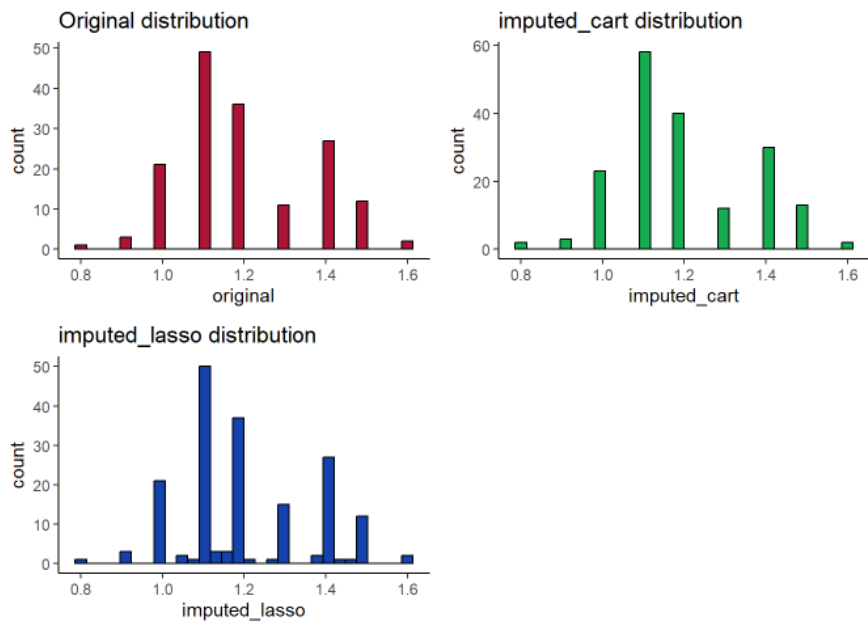 Original distribution
50
40
30
20
10
0
count
0.8 1.0 1.2 1.4 1.6
original
imputed_cart distribution
60
40
20
0
count
0.8 1.0 1.2 1.4 1.6
imputed_cart
imputed_lasso distribution
50
40
30
20
10
0
count
0.8 1.0 1.2 1.4 1.6
imputed_lasso